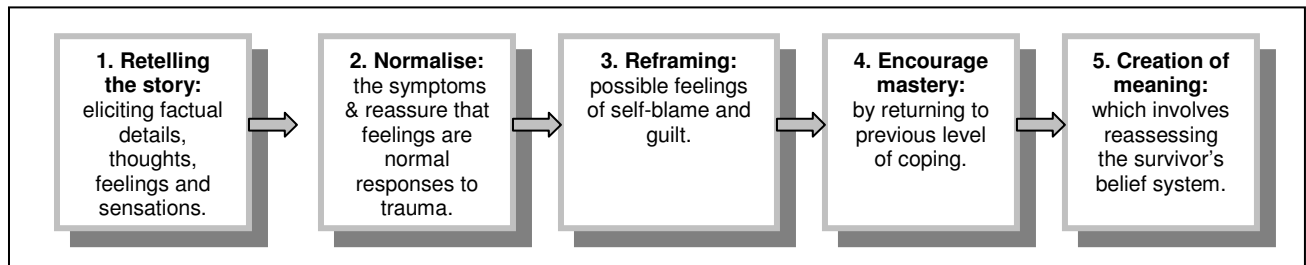 1. Retelling
the story:
eliciting factual
details,
thoughts,
feelings and
sensations.
2. Normalise:
the symptoms
& reassure that
feelings are
normal
responses to
trauma.
3. Reframing:
possible feelings
of self-blame and
guilt.
4. Encourage
mastery:
by returning to
previous level
of coping.
5. Creation of
meaning:
which involves
reassessing
the survivor's
belief system.